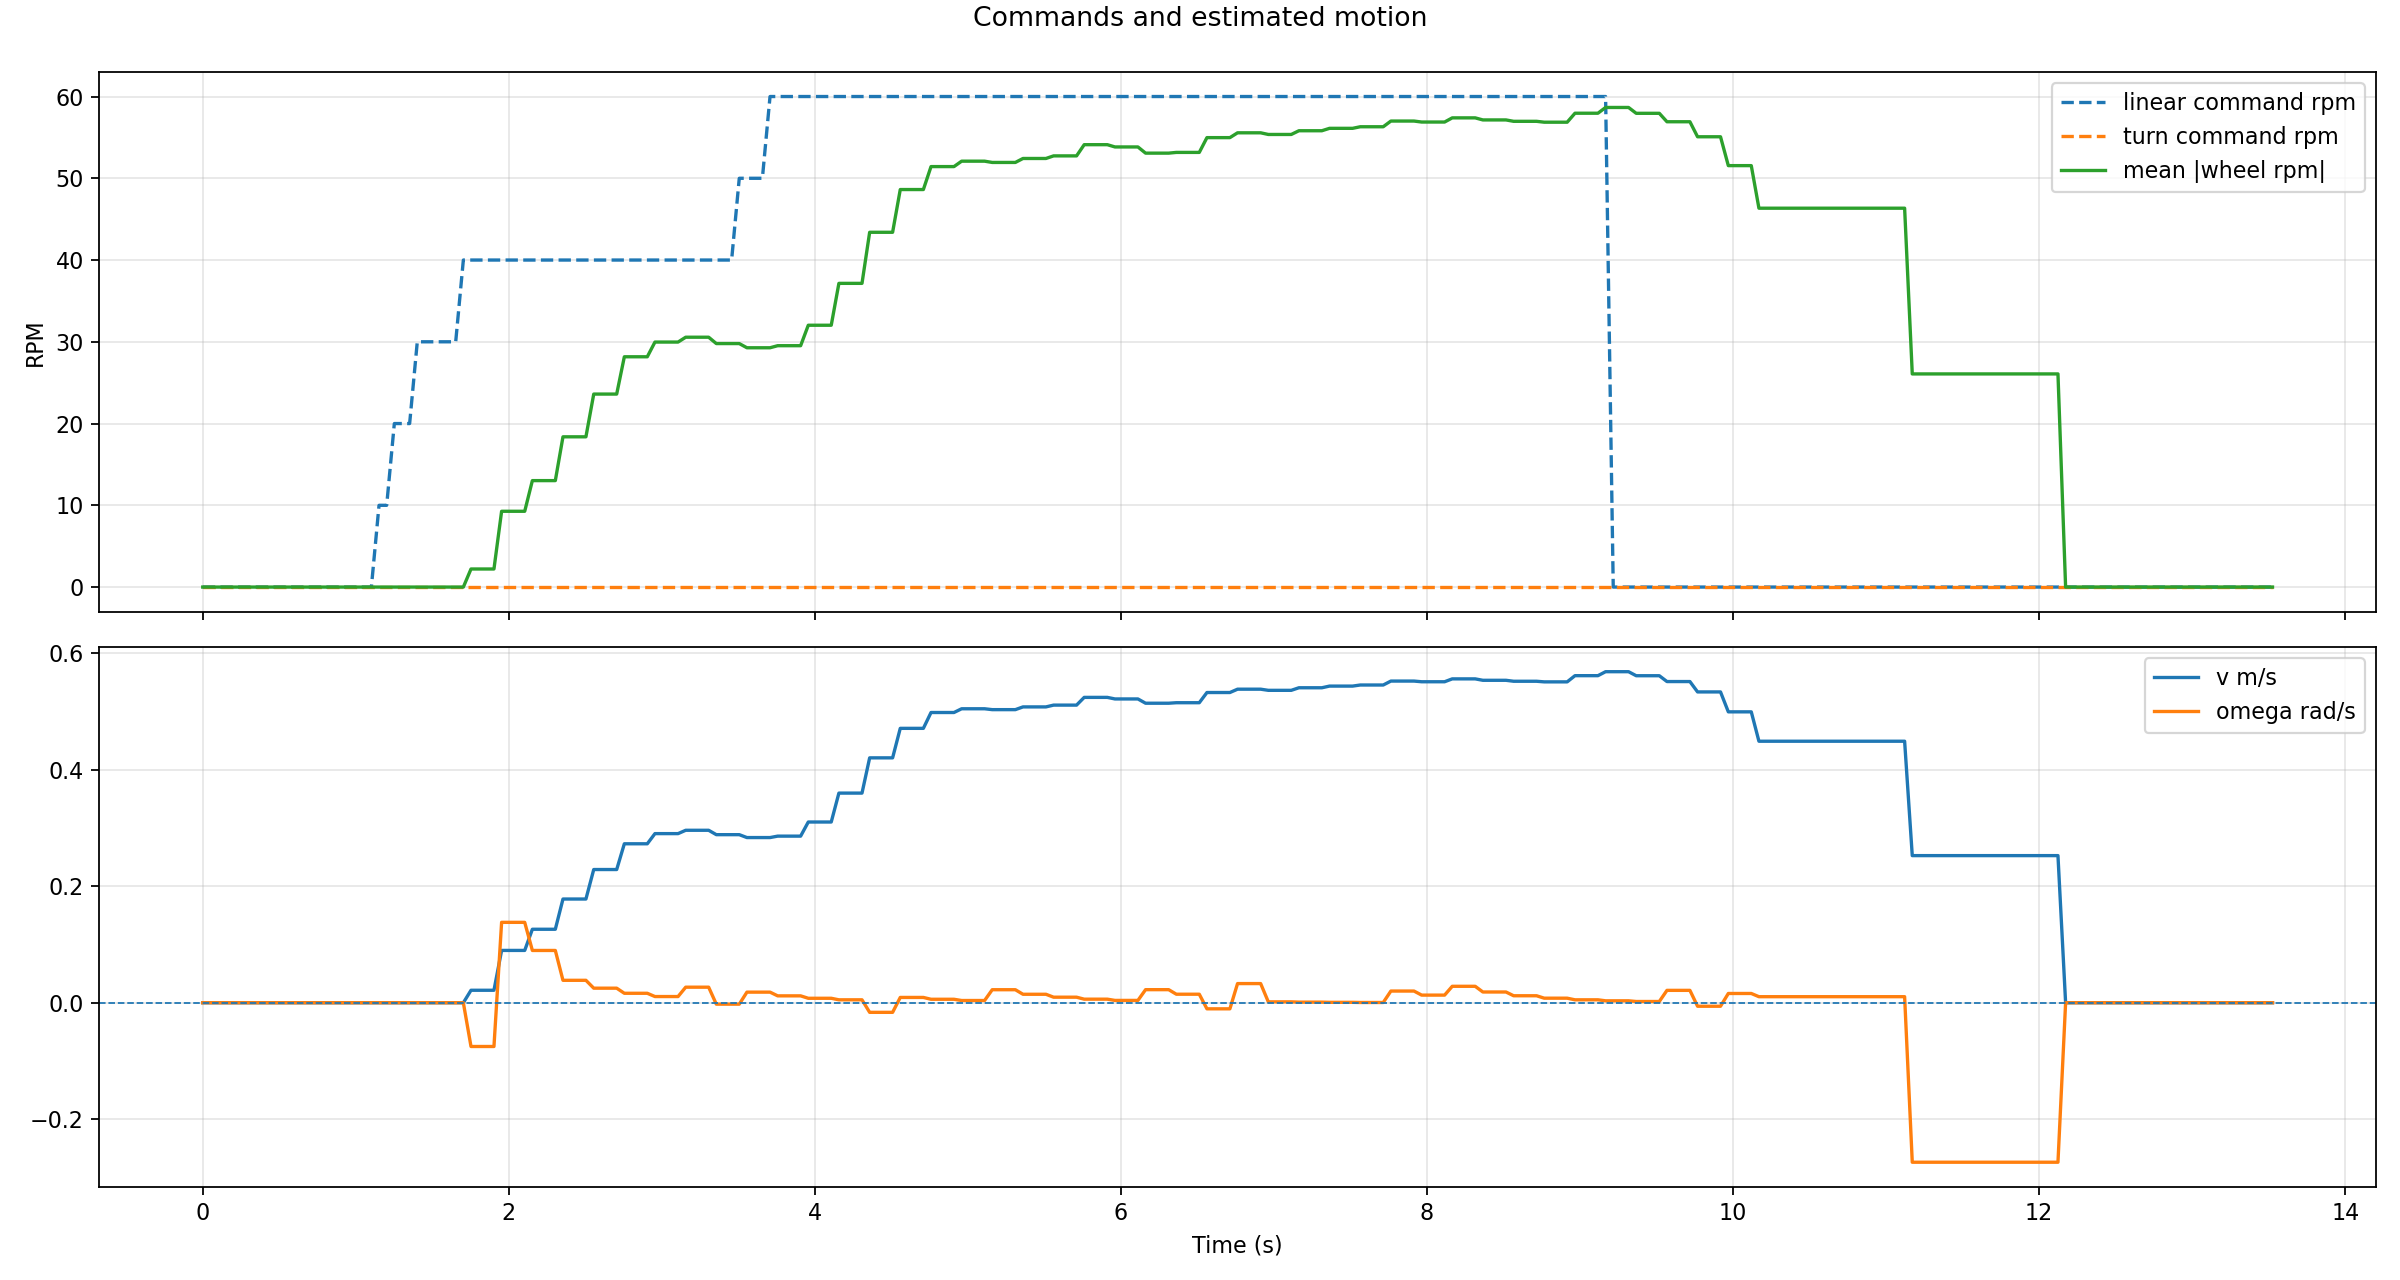 Commands and estimated motion
60
50
40
30
20
10
0
RPM
linear command rpm
turn command rpm
mean |wheel rpm|
0.6
0.4
0.2
0.0
−0.2
v m/s
omega rad/s
0 2 4 6 8 10 12 14
Time (s)